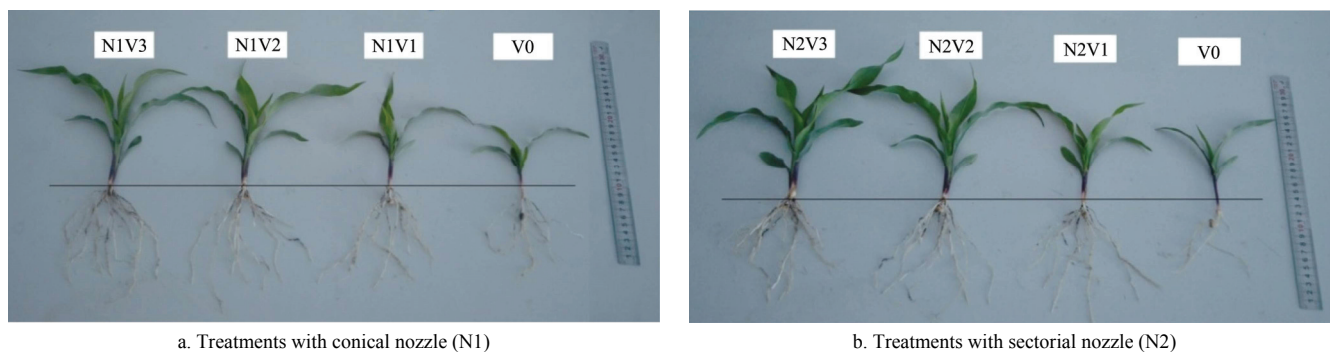 N1V3 N1V2 N1V1 V0
N2V3 N2V2 N2V1 V0
a. Treatments with conical nozzle (N1)
b. Treatments with sectorial nozzle (N2)